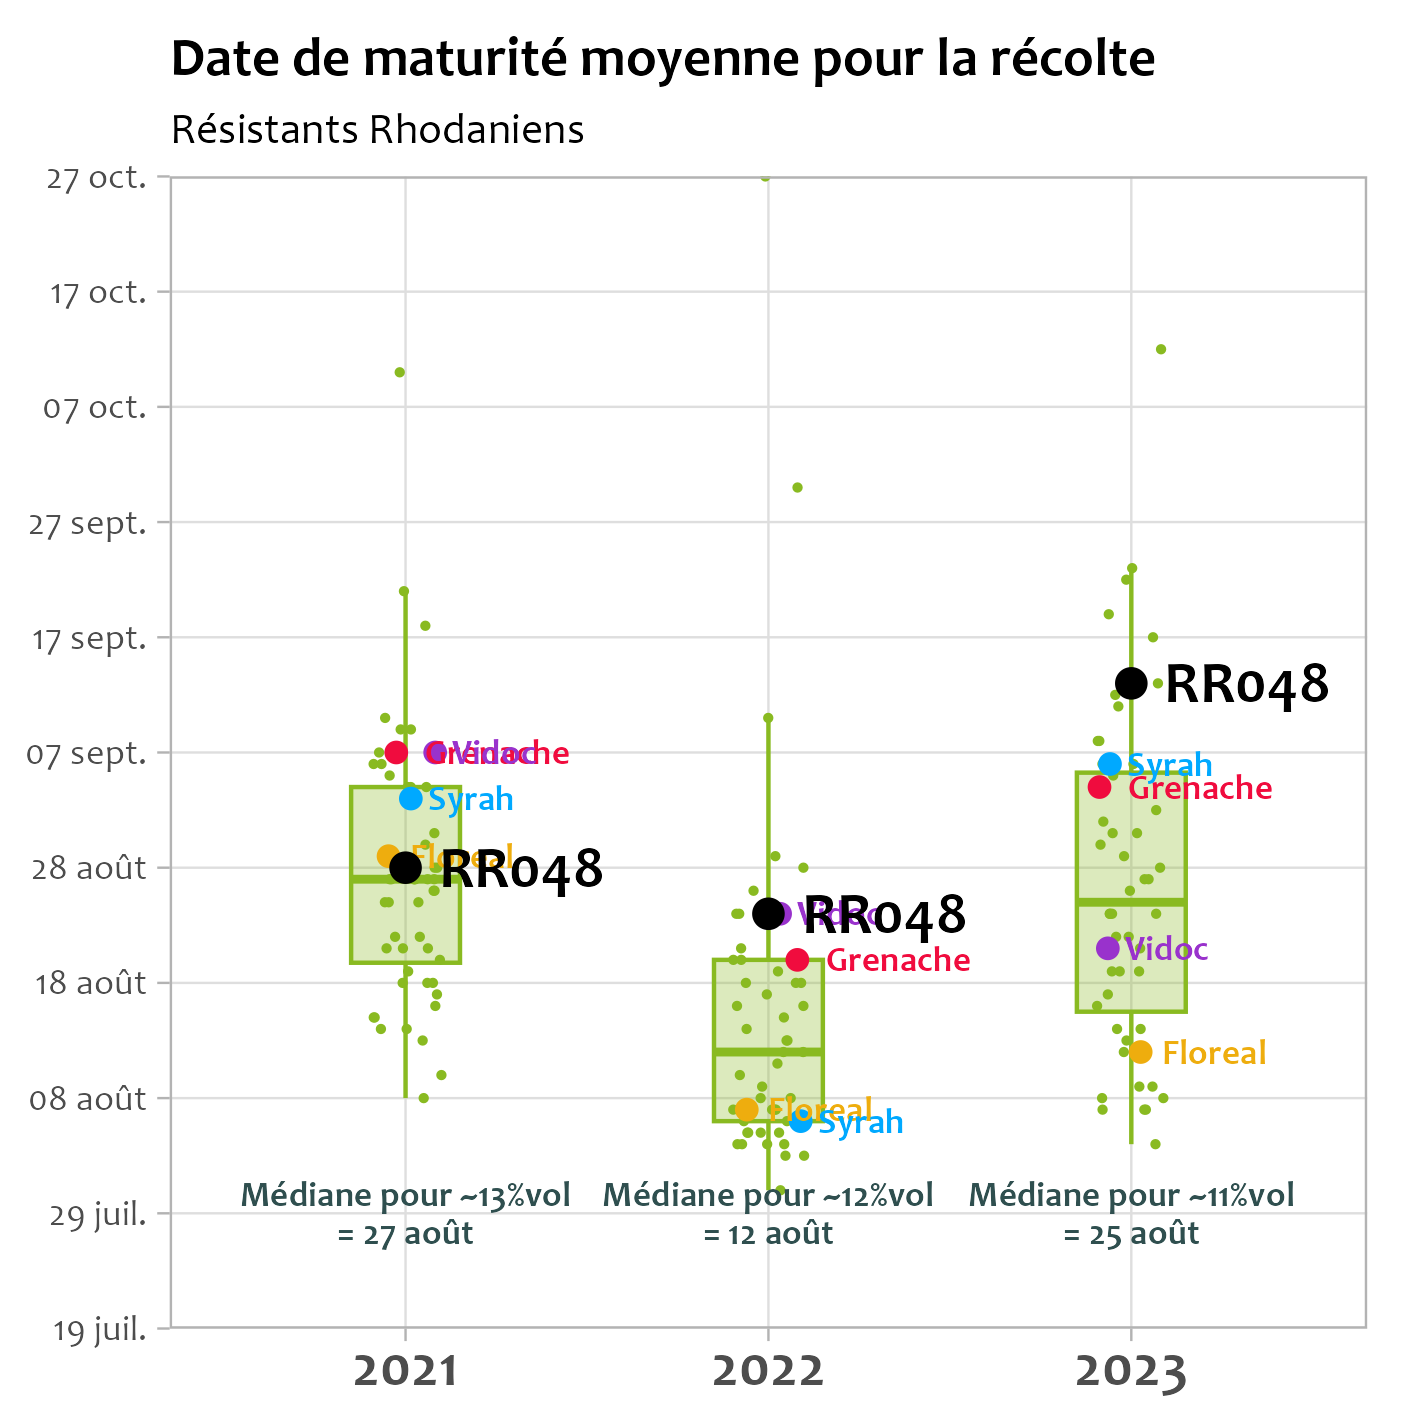 Date de maturité moyenne pour la récolte
Résistants Rhodaniens
27 oct.
17 oct.
07 oct.
27 sept.
17 sept.
07 sept.
28 août
18 août
08 août
29 juil.
19 juil.
Grenache
Vidoc
Syrah
Floreal
RR048
Vidoc
RR048
Grenache
Floreal
Syrah
RR048
Syrah
Grenache
Vidoc
Floreal
Médiane pour ~13%vol
= 27 août
Médiane pour ~12%vol
= 12 août
Médiane pour ~11%vol
= 25 août
2021
2022
2023